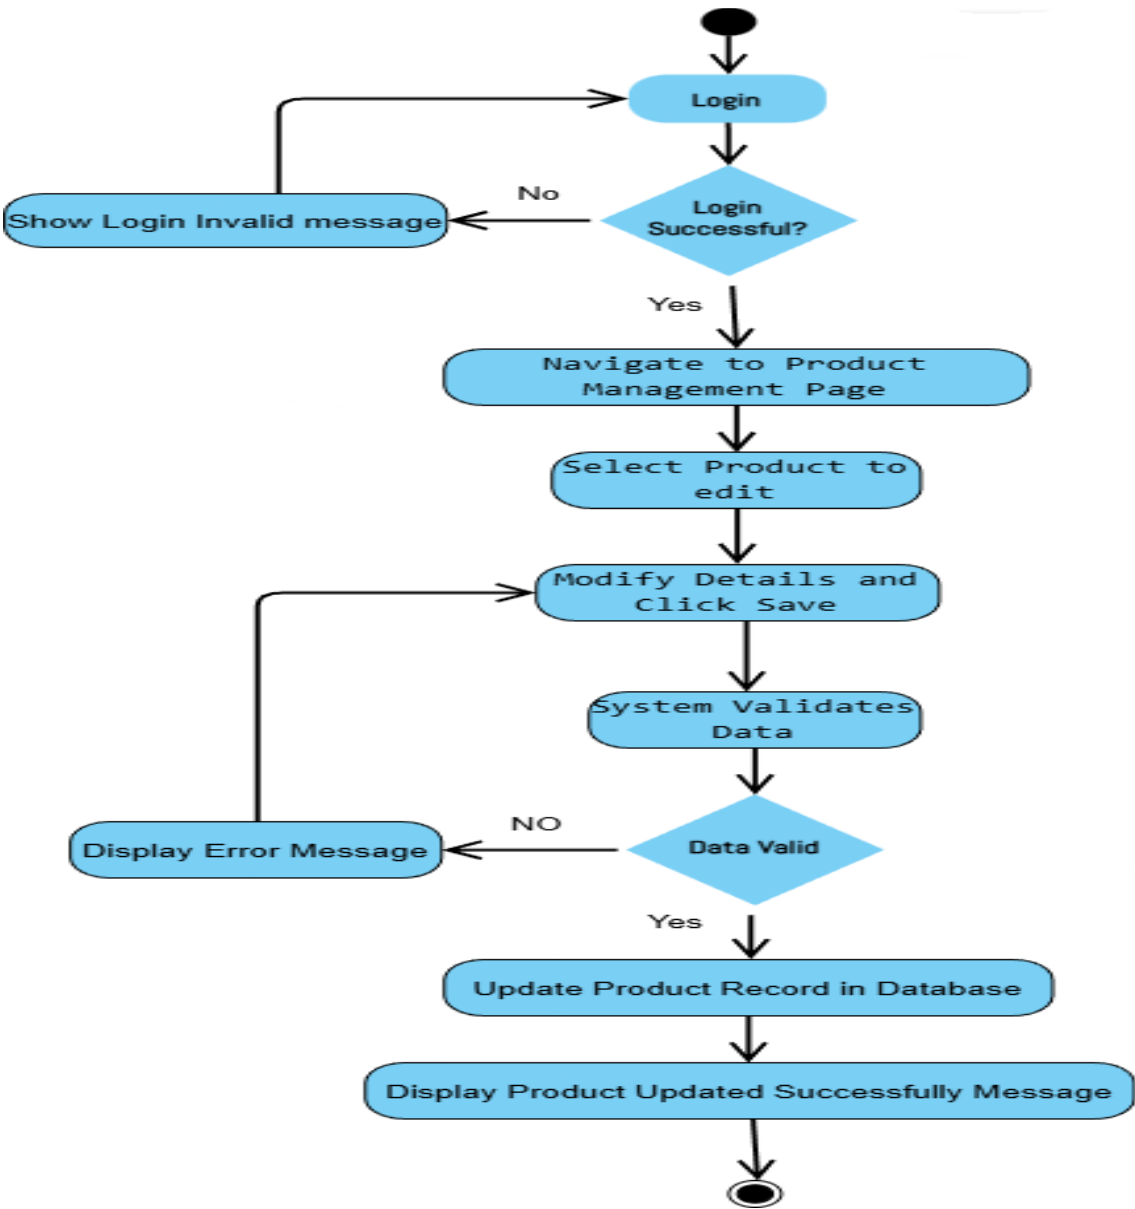 Login
Login
Successful?
No
Show Login Invalid message
Yes
Navigate to Product
Management Page
Select Product to
edit
Modify Details and
Click Save
System Validates
Data
Data Valid
NO
Display Error Message
Yes
Update Product Record in Database
Display Product Updated Successfully Message